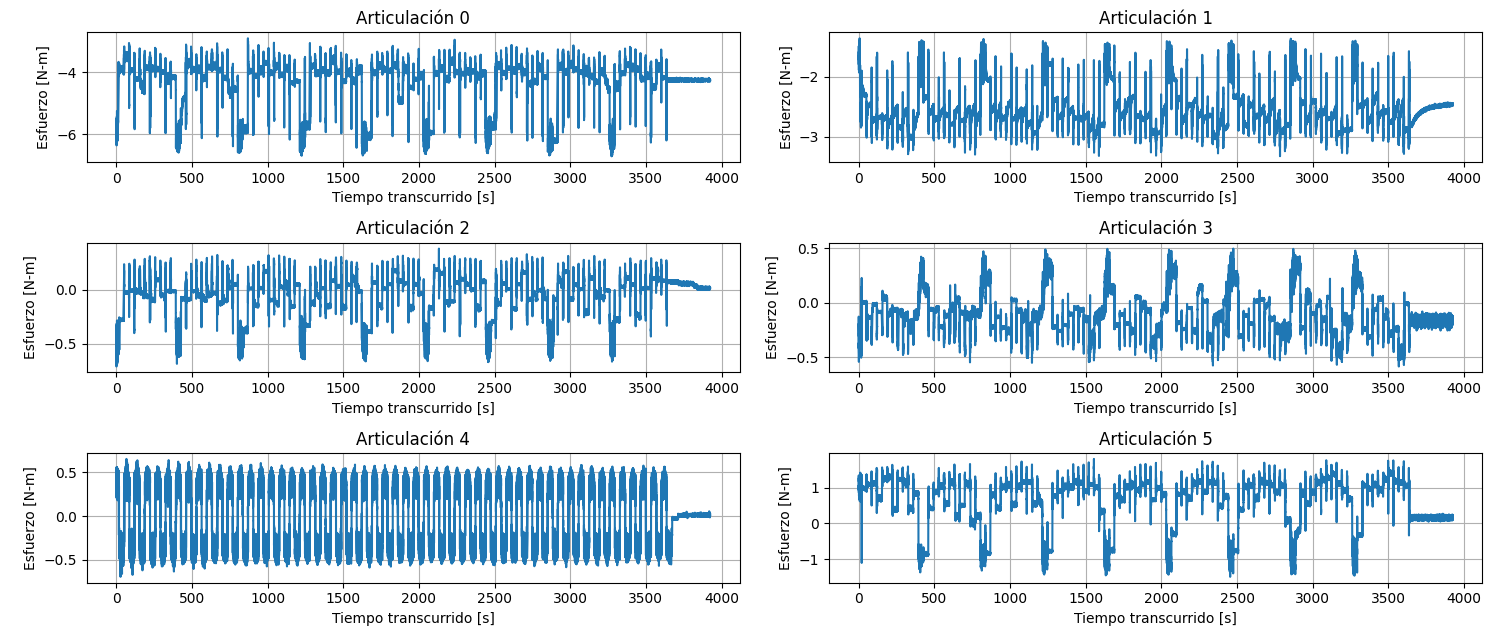 Articulación 0
Esfuerzo [N-m]
−4
−6
0 500 1000 1500 2000 2500 3000 3500 4000
Tiempo transcurrido [s]
Articulación 1
Esfuerzo [N-m]
−2
−3
0 500 1000 1500 2000 2500 3000 3500 4000
Tiempo transcurrido [s]
Articulación 2
Esfuerzo [N-m]
0.0
−0.5
0 500 1000 1500 2000 2500 3000 3500 4000
Tiempo transcurrido [s]
Articulación 3
Esfuerzo [N-m]
0.5
0.0
−0.5
0 500 1000 1500 2000 2500 3000 3500 4000
Tiempo transcurrido [s]
Articulación 4
Esfuerzo [N-m]
0.5
0.0
−0.5
0 500 1000 1500 2000 2500 3000 3500 4000
Tiempo transcurrido [s]
Articulación 5
Esfuerzo [N-m]
1
0
−1
0 500 1000 1500 2000 2500 3000 3500 4000
Tiempo transcurrido [s]